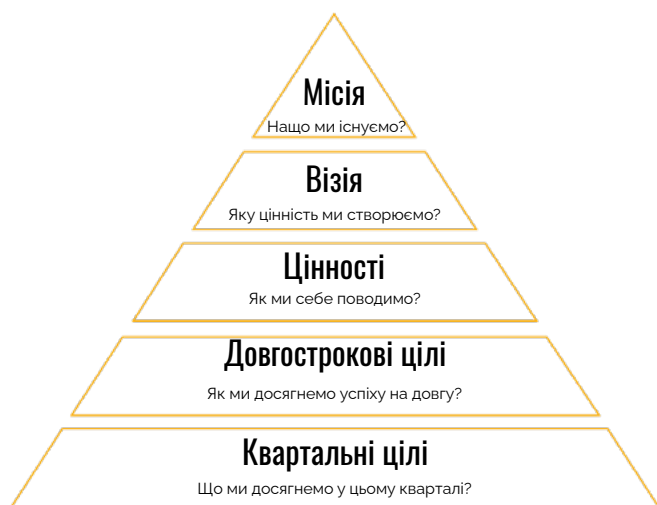 Місія
Нащо ми існуємо?
Візія
Яку цінність ми створюємо?
Цінності
Як ми себе поводимо?
Довгострокові цілі
Як ми досягнемо успіху на довгу?
Квартальні цілі
Що ми досягнемо у цьому кварталі?